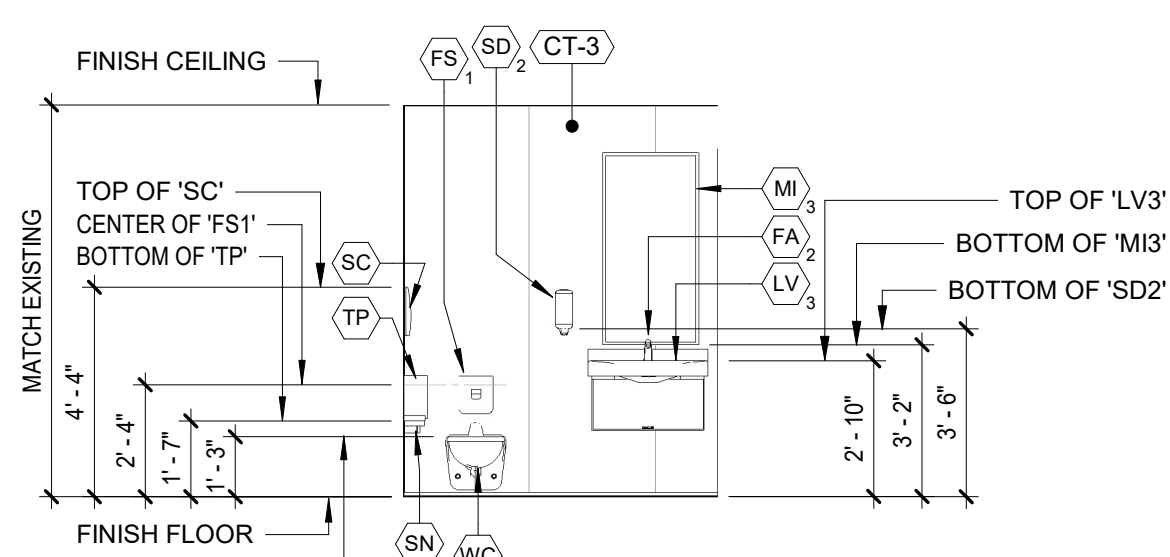 FINISH CEILING
FS
1
SD
2
CT-3
TOP OF 'SC'
CENTER OF 'FS1'
BOTTOM OF 'TP'
SC
TP
MI
3
FA
2
LV
3
TOP OF 'LV3'
BOTTOM OF 'MI3'
BOTTOM OF 'SD2'
MATCH EXISTING
4' - 4"
2' - 4"
1' - 7"
1' - 3"
2' - 10"
3' - 2"
3' - 6"
FINISH FLOOR
SN
WC